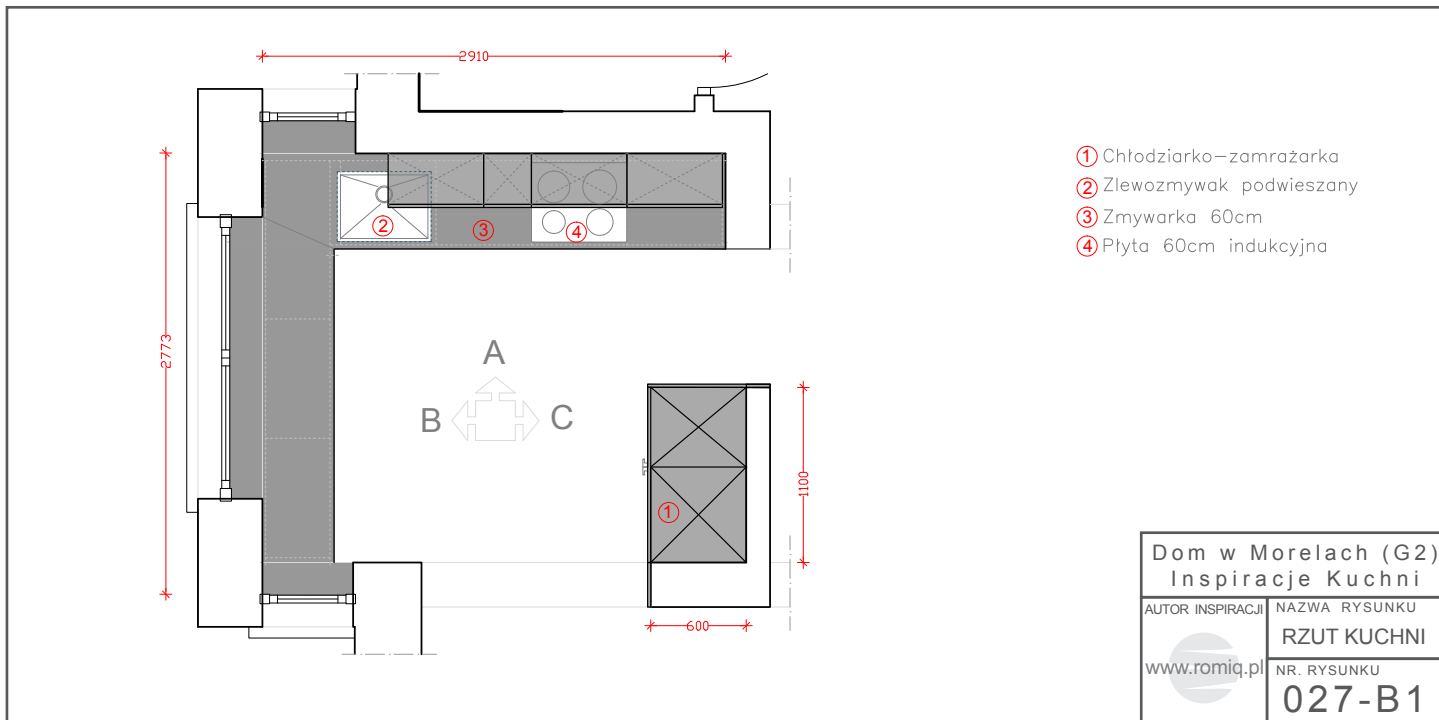 2910
2773
① Chłodziarko-zamrażarka
② Zlewozmywak podwieszany
③ Zmywarka 60cm
④ Płyta 60cm indukcyjna
2
3
4
A
B
C
1
1100
600
Dom w Morelach (G2)
Inspiracje Kuchni
AUTOR INSPIRACJI
www.romiq.pl
NAZWA RYSUNKU
RZUT KUCHNI
NR. RYSUNKU
027-B1